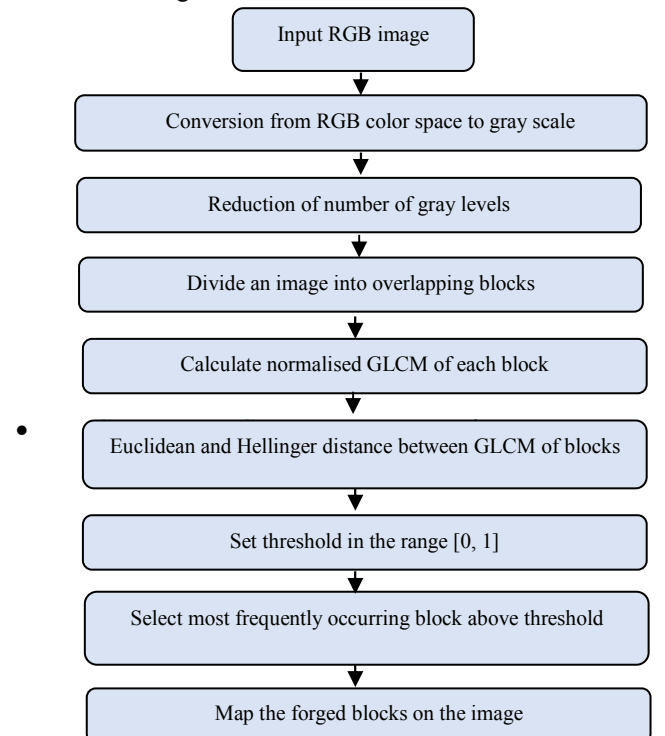 Input RGB image
Conversion from RGB color space to gray scale
Reduction of number of gray levels
Divide an image into overlapping blocks
Calculate normalised GLCM of each block
•
Euclidean and Hellinger distance between GLCM of blocks
Set threshold in the range [0, 1]
Select most frequently occurring block above threshold
Map the forged blocks on the image